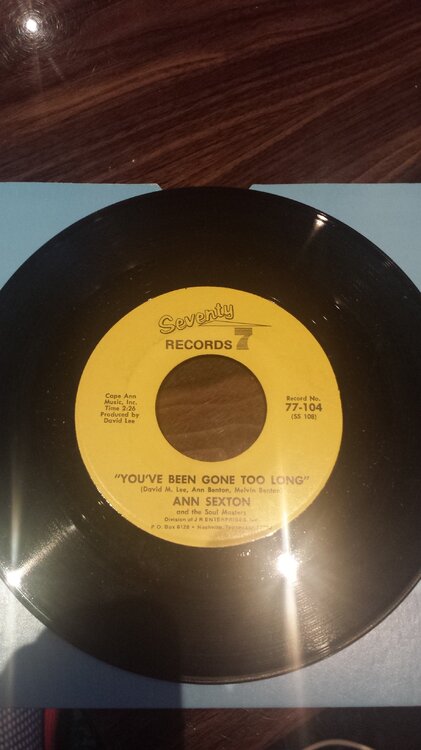 Seventy
RECORDS 7
Cape Ann
Music, Inc.
Time 2:26
Produced by
David Lee
Record No.
77-104
(SS 108)
"YOU'VE BEEN GONE TOO LONG"
(David M. Lee, Ann Benton, Melvin Benton)
ANN SEXTON
and the Soul Masters
Division of J R ENTERPRISES, Inc.
P.O. Box 6128 • Nashville,